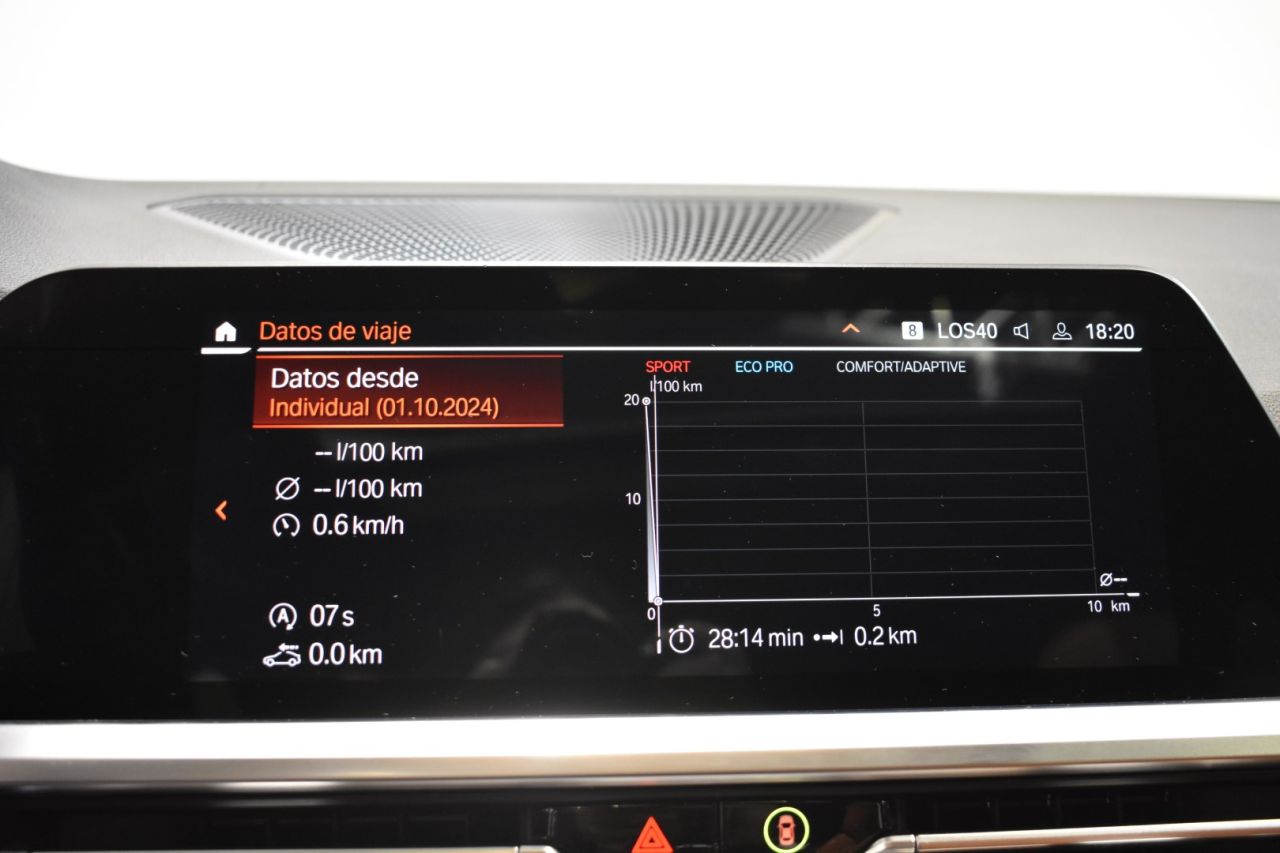 Datos de viaje
8 LOS40 18:20
Datos desde
Individual (01.10.2024)
-- l/100 km
Ø -- l/100 km
0.6 km/h
A 07 s
0.0 km
SPORT ECO PRO COMFORT/ADAPTIVE
l/100 km
20
10
Ø--
0 5 10 km
28:14 min 0.2 km